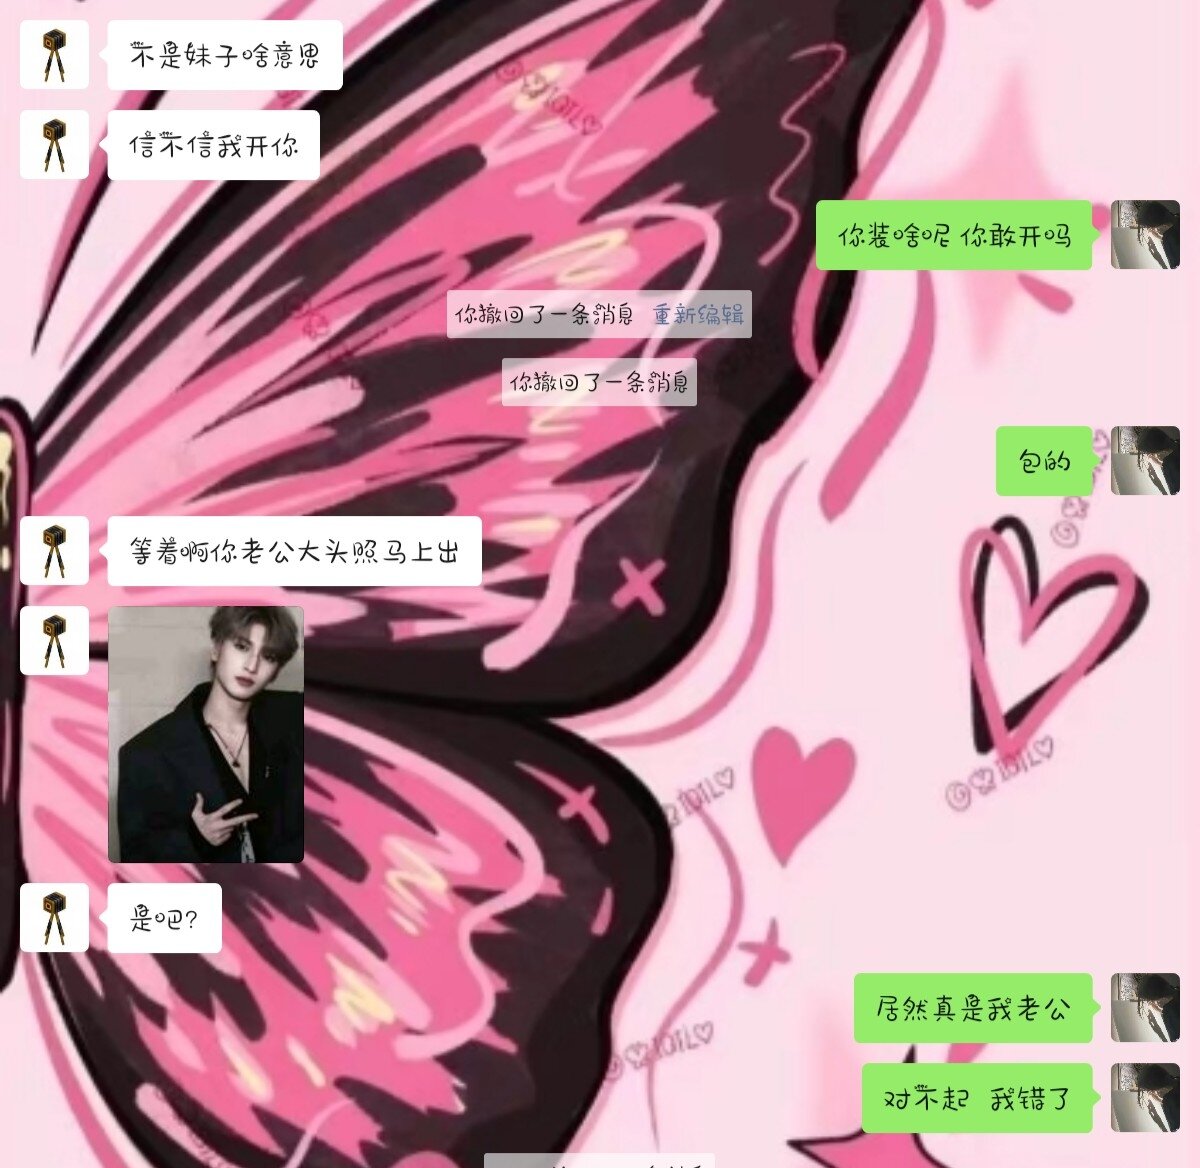 不是妹子啥意思
信不信我开你
你装啥呢 你敢开吗
你撤回了一条消息 重新编辑
你撤回了一条消息
包的
等着啊你老公大头照马上出
是吧?
居然真是我老公
对不起 我错了